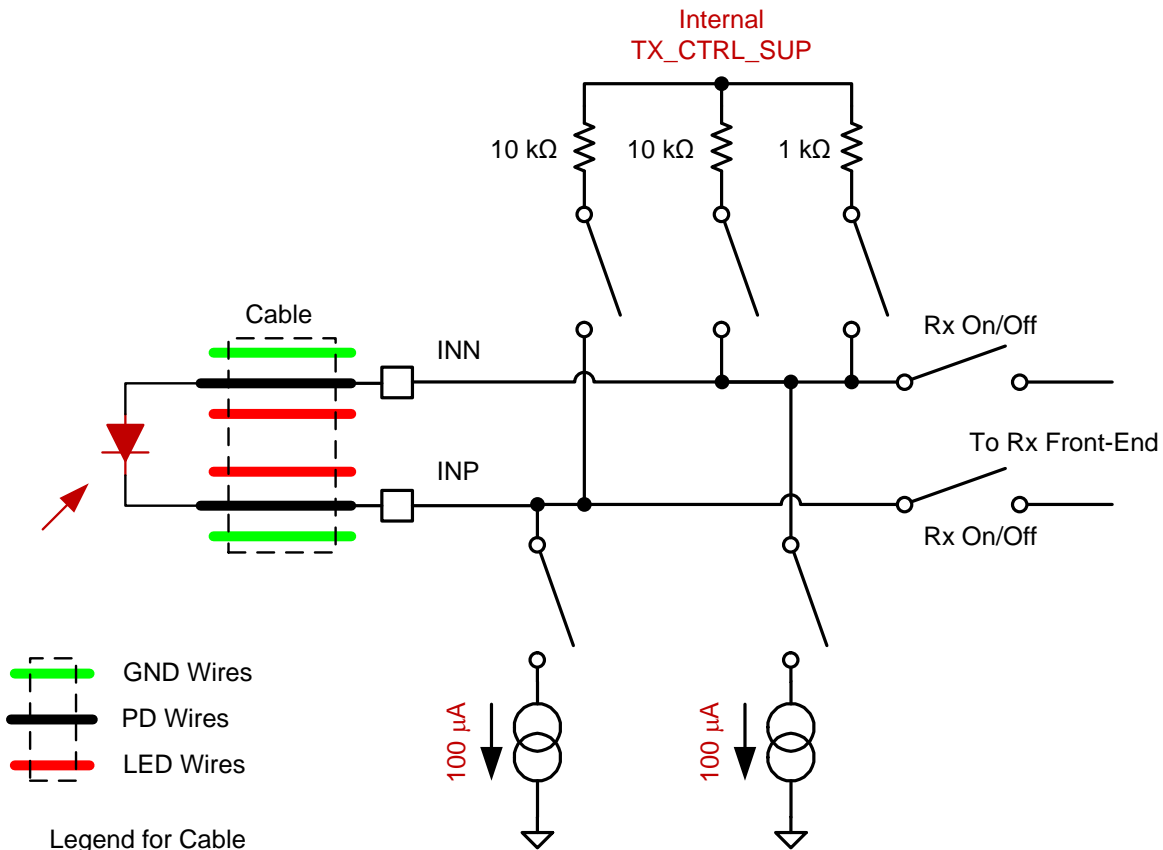 Internal
TX_CTRL_SUP
10 kΩ
10 kΩ
1 kΩ
Cable
INN
Rx On/Off
INP
To Rx Front-End
Rx On/Off
GND Wires
PD Wires
LED Wires
100 µA
100 µA
Legend for Cable